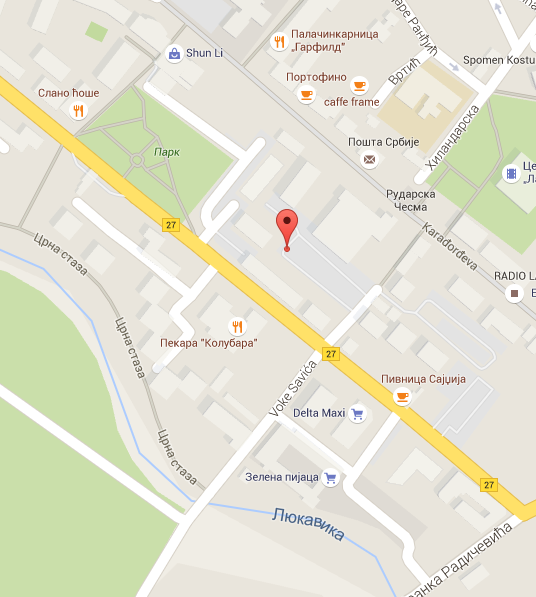 Палачинкарница
„Гарфилд"
Shun Li
Вртић
Spomen Kostu
Слано ћоше
Портофино
caffe frame
Парк
Пошта Србије
Хиландарска
Рударска
Чесма
27
Karađorđeva
Црна стаза
RADIO L
Црна стаза
Пекара "Колубара"
27
Voke Savića
Пивница Сајџија
Delta Maxi
Црна стаза
Зелена пијаца
27
Љукавика
ранка Радичевића